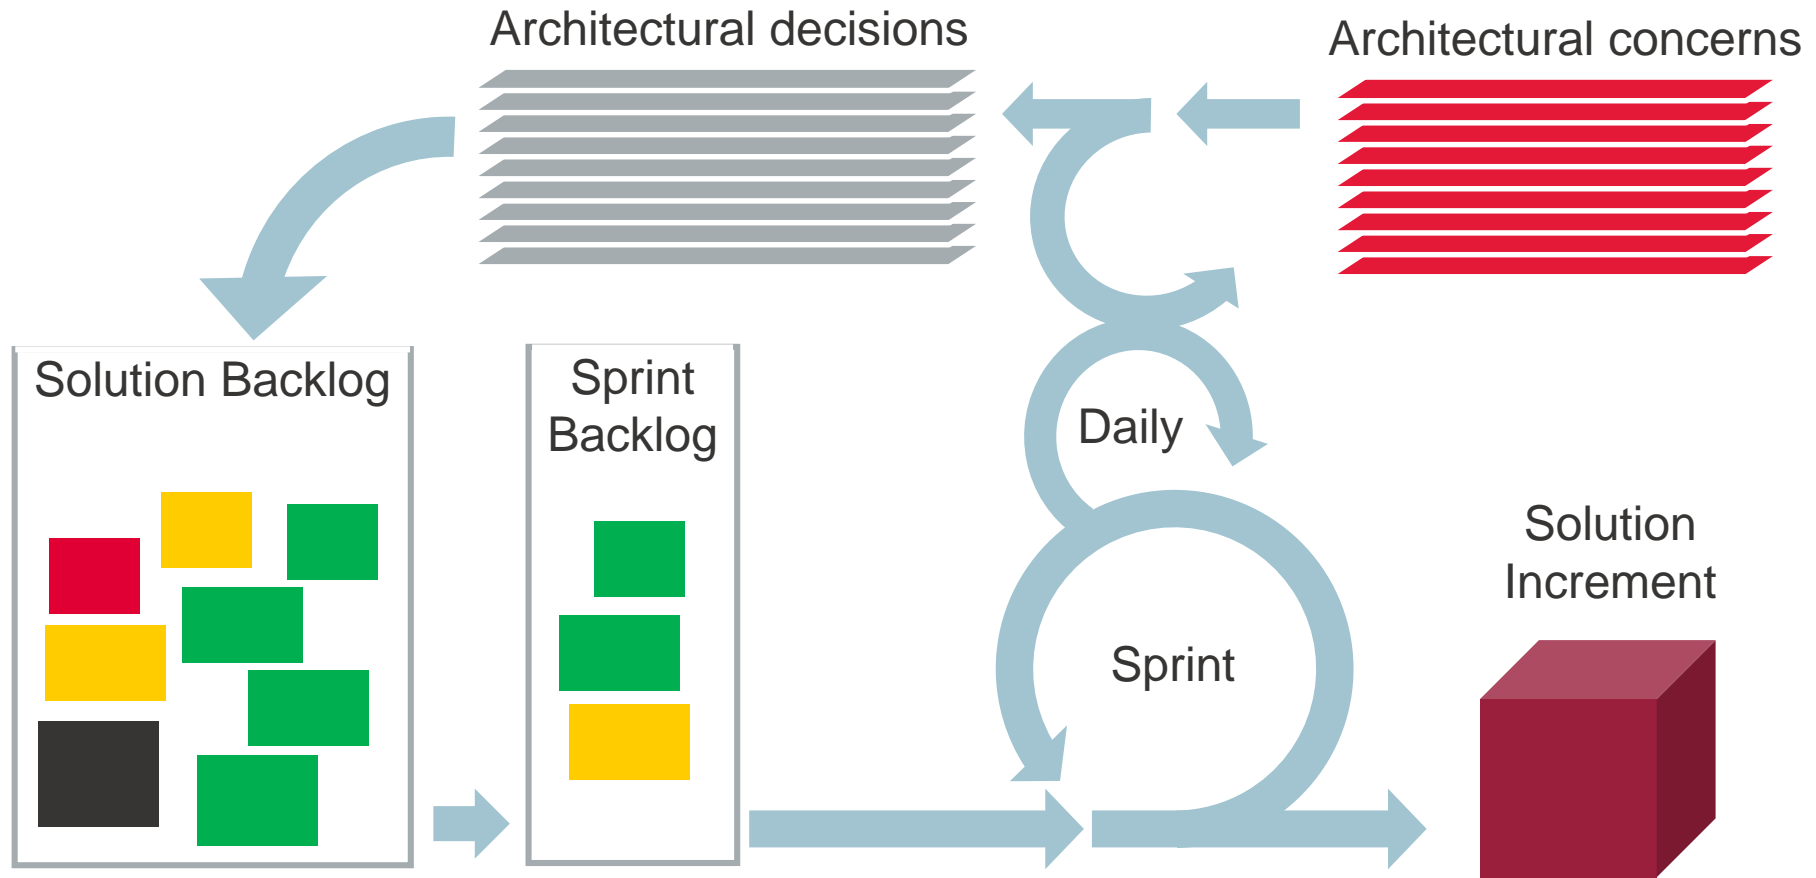 Architectural decisions
Architectural concerns
Solution Backlog
Sprint
Backlog
Daily
Sprint
Solution
Increment